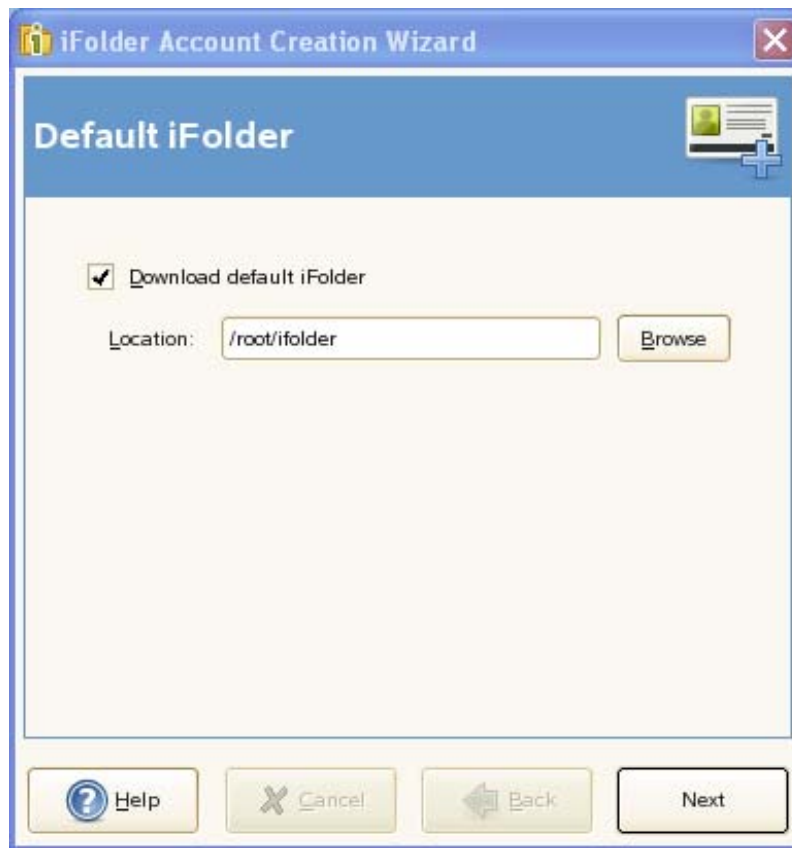 iFolder Account Creation Wizard
Default iFolder
Download default iFolder
Location: /root/ifolder Browse
Help Cancel Back Next